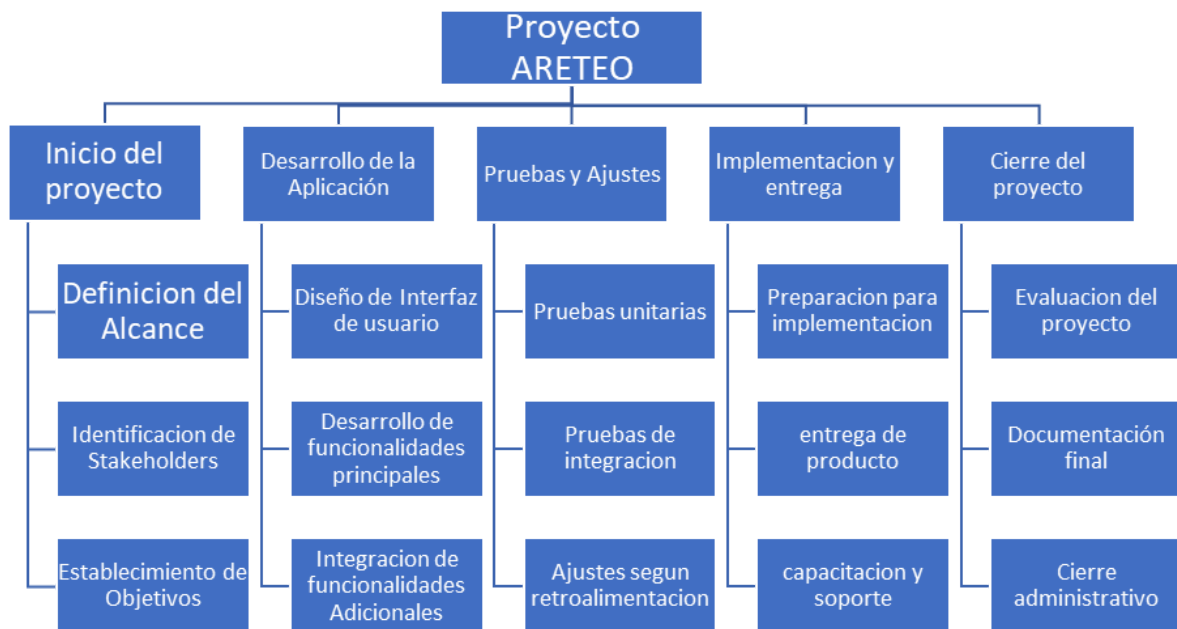 Proyecto
ARETEO
Inicio del
proyecto
Desarrollo de la
Aplicación
Pruebas y Ajustes
Implementacion y
entrega
Cierre del
proyecto
Definicion del
Alcance
Diseño de Interfaz
de usuario
Pruebas unitarias
Preparacion para
implementacion
Evaluacion del
proyecto
Identificacion de
Stakeholders
Desarrollo de
funcionalidades
principales
Pruebas de
integracion
entrega de
producto
Documentación
final
Establecimiento de
Objetivos
Integracion de
funcionalidades
Adicionales
Ajustes segun
retroalimentacion
capacitacion y
soporte
Cierre
administrativo